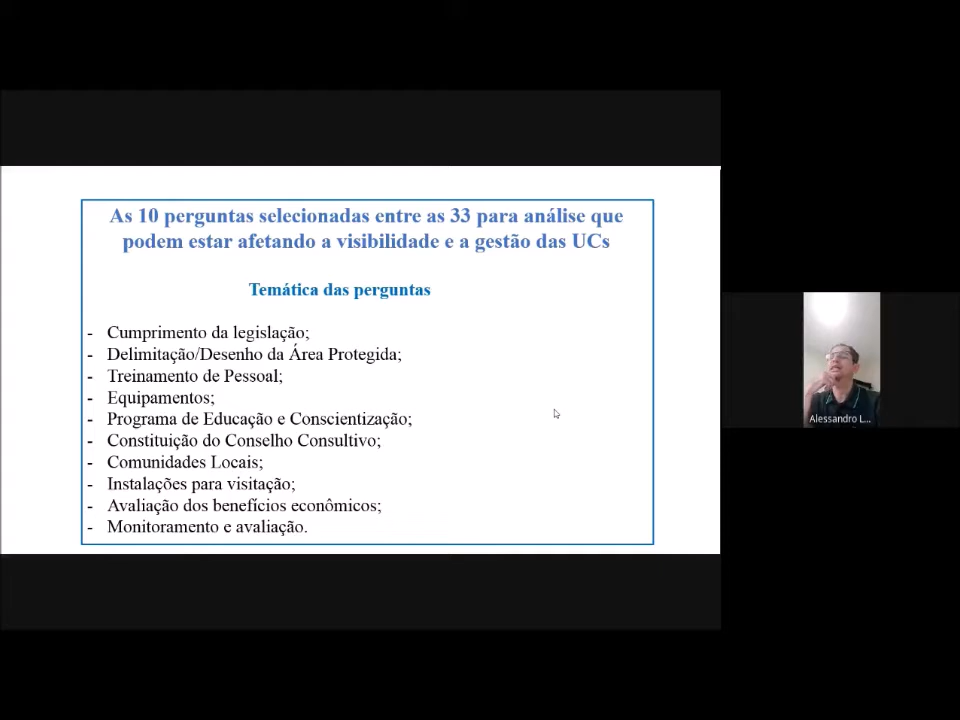 As 10 perguntas selecionadas entre as 33 para análise que
podem estar afetando a visibilidade e a gestão das UCs
Temática das perguntas
- Cumprimento da legislação;
- Delimitação/Desenho da Área Protegida;
- Treinamento de Pessoal;
- Equipamentos;
- Programa de Educação e Conscientização;
- Constituição do Conselho Consultivo;
- Comunidades Locais;
- Instalações para visitação;
- Avaliação dos benefícios econômicos;
- Monitoramento e avaliação.
Alessandro L...